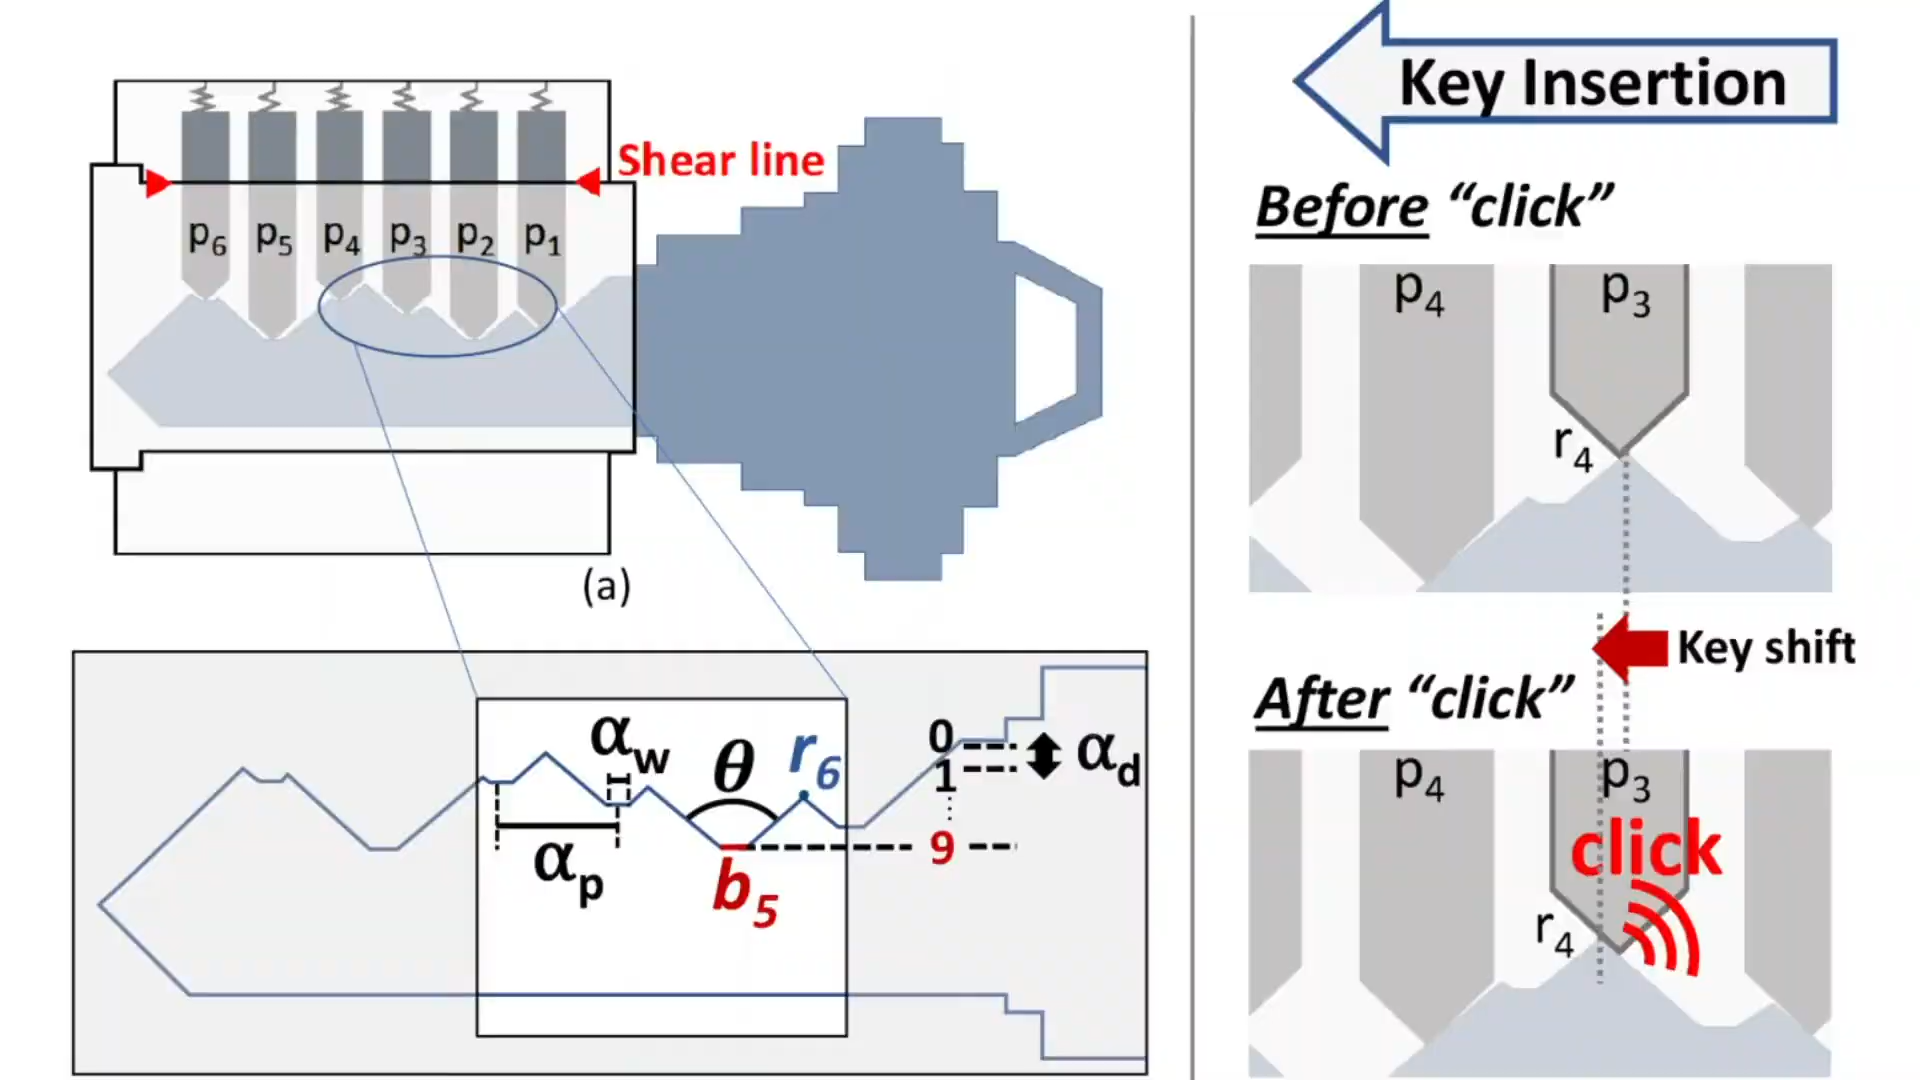 Shear line
p6 p5 p4 p3 p2 p1
(a)
αw
θ
r6
αp
b5
0
1
9
αd
Key Insertion
Before “click”
p4 p3
r4
Key shift
After “click”
p4 p3
click
r4